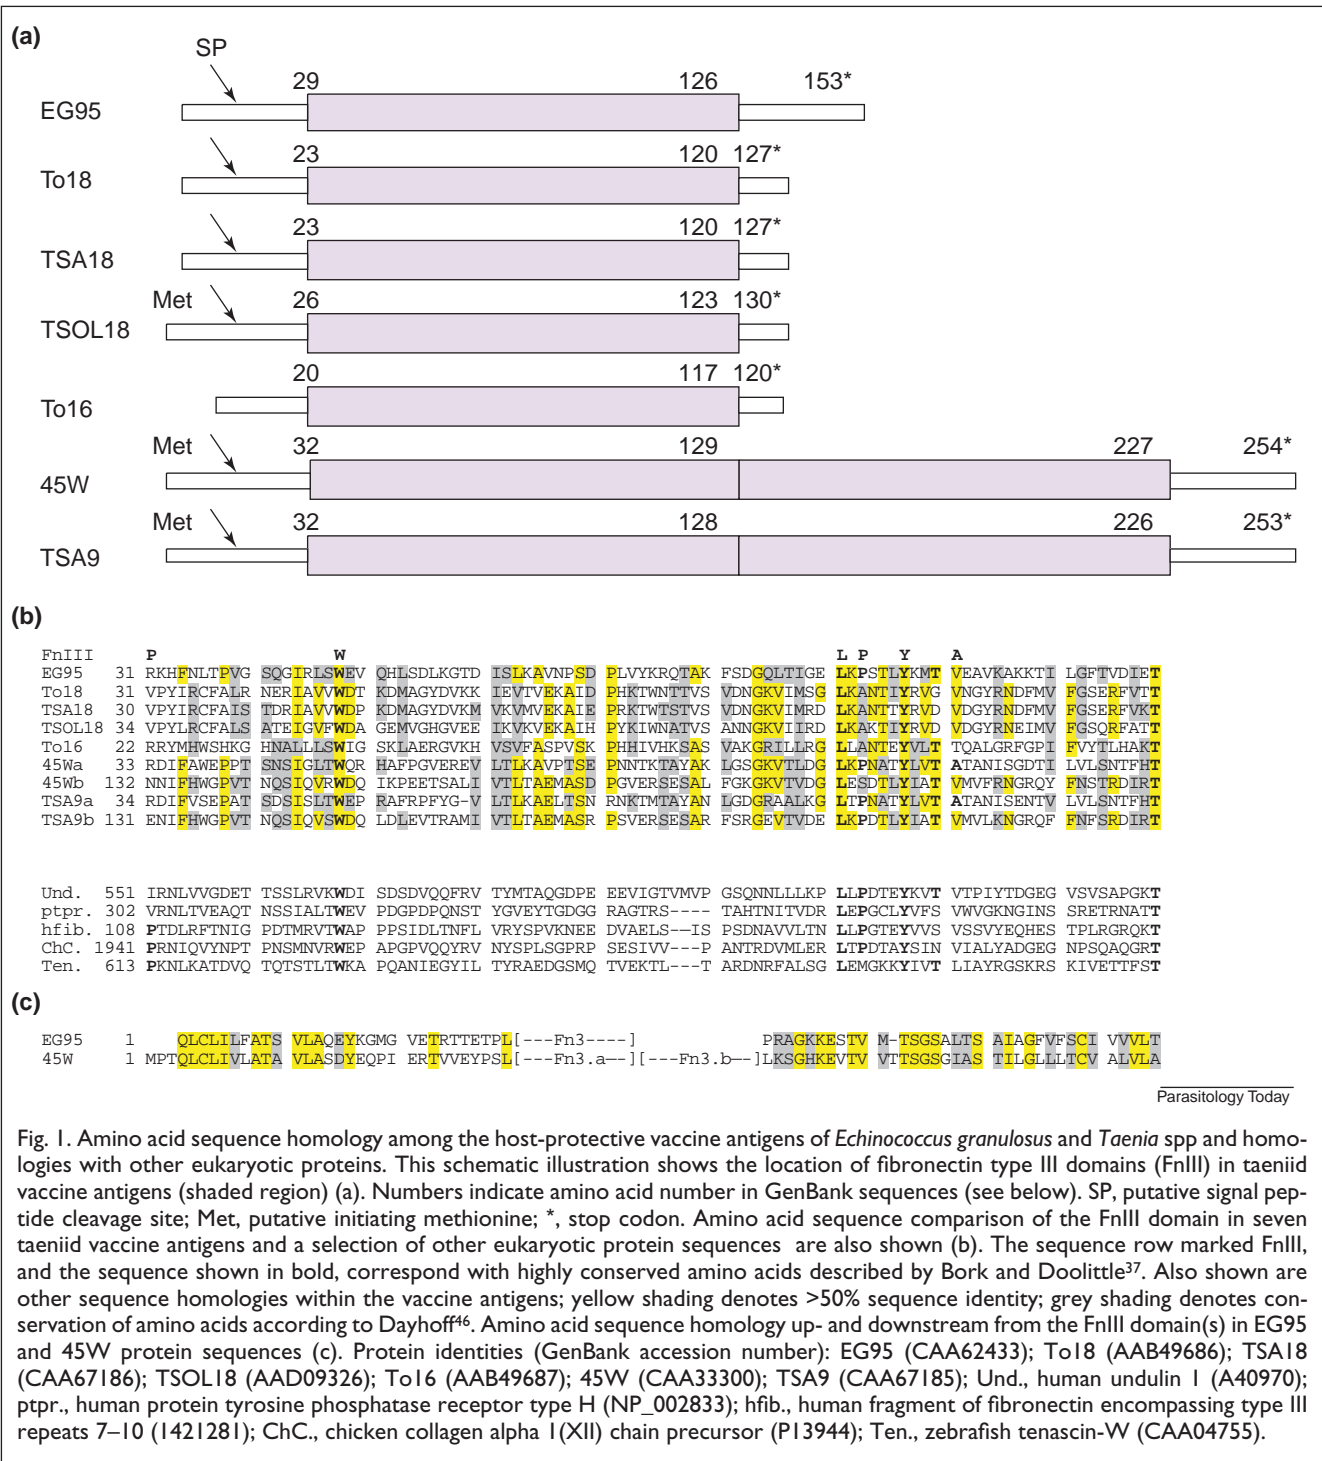 (a)
SP
29 126 153*
EG95
23 120 127*
To18
23 120 127*
TSA18
Met 26 123 130*
TSOL18
20 117 120*
To16
Met 32 129 227 254*
45W
Met 32 128 226 253*
TSA9
(b)
FnIII P W L P Y A
EG95 31 RKHFNLTPVG SQGIRLSWEV QHLSDLKGTD ISLKAVNPSD PLVYKRQTAK FSDGQLTIGE LKPSTLYKMT VEAVKAKKTI LGFTVDIET
To18 31 VPYIRCFALR NERIAVVWDT KDMAGYDVKK IEVTVEKAID PHKTWNTTVS VDNGKVIMSG LKANTIYRVG VNGYRNDFMV FGSERFVTT
TSA18 30 VPYIRCFALS TDRIAVVWDP KDMAGYDVKM VKVMVEKAIE PRKTWTSTVS VDNGKVIMRD LKANTTYRVD VDGYRNDFMV FGSERFVKT
TSOL18 34 VPYLRCFALS ATEIGVFWDA GEMVGHGVEE IKVKVEKAIH PYKIWNATVS ANNGKVIIRD LKAKTIYRVD VDGYRNEIMV FGSQRFATT
To16 22 RRYMHWSHKG HNALLLSWIG SKLAERGVKH VSVFASPVSK PHHIVHKSAS VAKGRILLRG LLANTEYVLT TQALGRFGPI FVYTLHAKT
45Wa 33 RDIFAWEPPT SNSIGLTWQR HAFPGVEREV LTLKAVPTSE PNNTKTAYAK LGSGKVTLDG LKPNATYLVT ATANISGDTI LVLSNTFHT
45Wb 132 NNIFHWGPVT NQSIQVRWDQ IKPEETSALI VTLTAEMASD PGVERSESAL FGKGKVTVDG LESDTLYIAT VMVFRNGRQY FNSTRDIRT
TSA9a 34 RDIFVSEPAT SDSISLTWEP RAFRPFYG-V LTLKAELTSN RNKTMTAYAN LGDGRAALKG LTPNATYLVT ATANISENTV LVLSNTFHT
TSA9b 131 ENIFHWGPVT NQSIQVSWDQ LDLEVTRAMI VTLTAEMASR PSVERSESAR FSRGEVTVDE LKPDTLYIAT VMVLKNGRQF FNFSRDIRT
Und. 551 IRNLVVGDET TSSLRVKWDI SDSDVQQFRV TYMTAQGDPE EEVIGTVMVP GSQNNLLLKP LLPDTEYKVT VTPIYTDGEG VSVSAPGKT
ptpr. 302 VRNLTVEAQT NSSIALTWEV PDGPDPQNST YGVEYTGDGG RAGTRS---- TAHTNITVDR LEPGCLYVFS VWVGKNGINS SRETRNATT
hfib. 108 PTDLRFTNIG PDTMRVTWAP PPSIDLTNFL VRYSPVKNEE DVAELS--IS PSDNAVVLTN LLPGTEYVVS VSSVYEQHES TPLRGRQKT
ChC. 1941 PRNIQVYNPT PNSMNVRWEP APGPVQQYRV NYSPLSGPRP SESIVV---P ANTRDVMLER LTPDTAYSIN VIALYADGEG NPSQAQGRT
Ten. 613 PKNLKATDVQ TQTSTLTWKA PQANIEGYIL TYRAEDGSMQ TVEKTL---T ARDNRFALSG LEMGKKYIVT LIAYRGSKRS KIVETTFST
(c)
EG95 1 QLCLILFATS VLAQEYKGMG VETRTTETPL[---Fn3----] PRAGKKESTV M-TSGSALTS AIAGFVFSCI VVVLT
45W 1 MPTQLCLIVLATA VLASDYEQPI ERTVVEYPSL[---Fn3.a—-][---Fn3.b—-]LKSGHKEVTV VTTSGSGIAS TILGLLLTCV ALVLA
Parasitology Today
Fig. 1. Amino acid sequence homology among the host-protective vaccine antigens of Echinococcus granulosus and Taenia spp and homo-
logies with other eukaryotic proteins. This schematic illustration shows the location of fibronectin type III domains (FnIII) in taeniid
vaccine antigens (shaded region) (a). Numbers indicate amino acid number in GenBank sequences (see below). SP, putative signal pep-
tide cleavage site; Met, putative initiating methionine; *, stop codon. Amino acid sequence comparison of the FnIII domain in seven
taeniid vaccine antigens and a selection of other eukaryotic protein sequences are also shown (b). The sequence row marked FnIII,
and the sequence shown in bold, correspond with highly conserved amino acids described by Bork and Doolittle37. Also shown are
other sequence homologies within the vaccine antigens; yellow shading denotes >50% sequence identity; grey shading denotes con-
servation of amino acids according to Dayhoff46. Amino acid sequence homology up- and downstream from the FnIII domain(s) in EG95
and 45W protein sequences (c). Protein identities (GenBank accession number): EG95 (CAA62433); To18 (AAB49686); TSA18
(CAA67186); TSOL18 (AAD09326); To16 (AAB49687); 45W (CAA33300); TSA9 (CAA67185); Und., human undulin 1 (A40970);
ptpr., human protein tyrosine phosphatase receptor type H (NP_002833); hfib., human fragment of fibronectin encompassing type III
repeats 7–10 (1421281); ChC., chicken collagen alpha 1(XII) chain precursor (P13944); Ten., zebrafish tenascin-W (CAA04755).